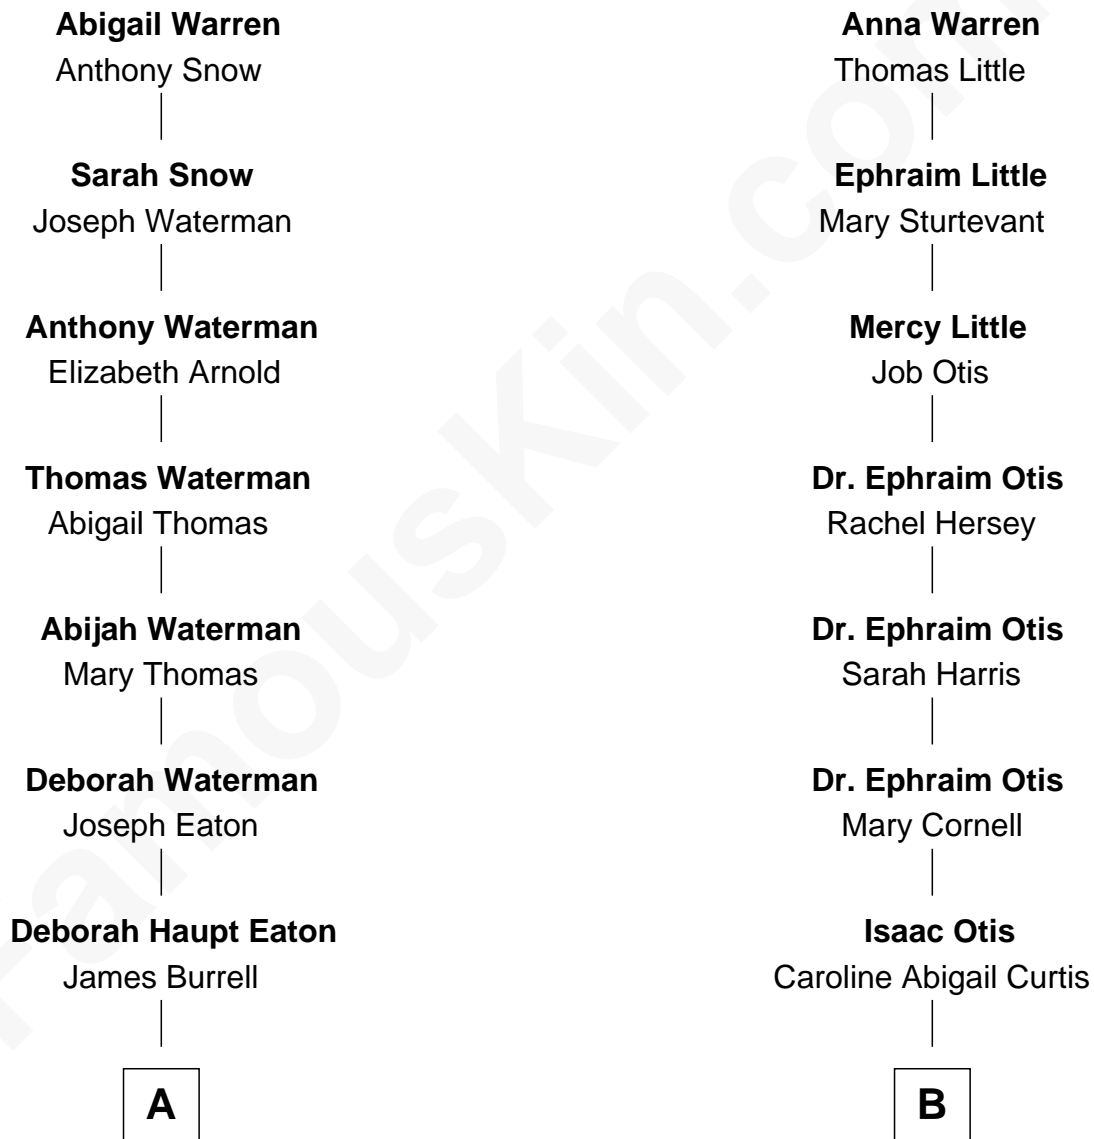 Abigail Warren
Anthony Snow
Sarah Snow
Joseph Waterman
Anthony Waterman
Elizabeth Arnold
Thomas Waterman
Abigail Thomas
Abijah Waterman
Mary Thomas
Deborah Waterman
Joseph Eaton
Deborah Haupt Eaton
James Burrell
A
Anna Warren
Thomas Little
Ephraim Little
Mary Sturtevant
Mercy Little
Job Otis
Dr. Ephraim Otis
Rachel Hersey
Dr. Ephraim Otis
Sarah Harris
Dr. Ephraim Otis
Mary Cornell
Isaac Otis
Caroline Abigail Curtis
B
FamousKin.com